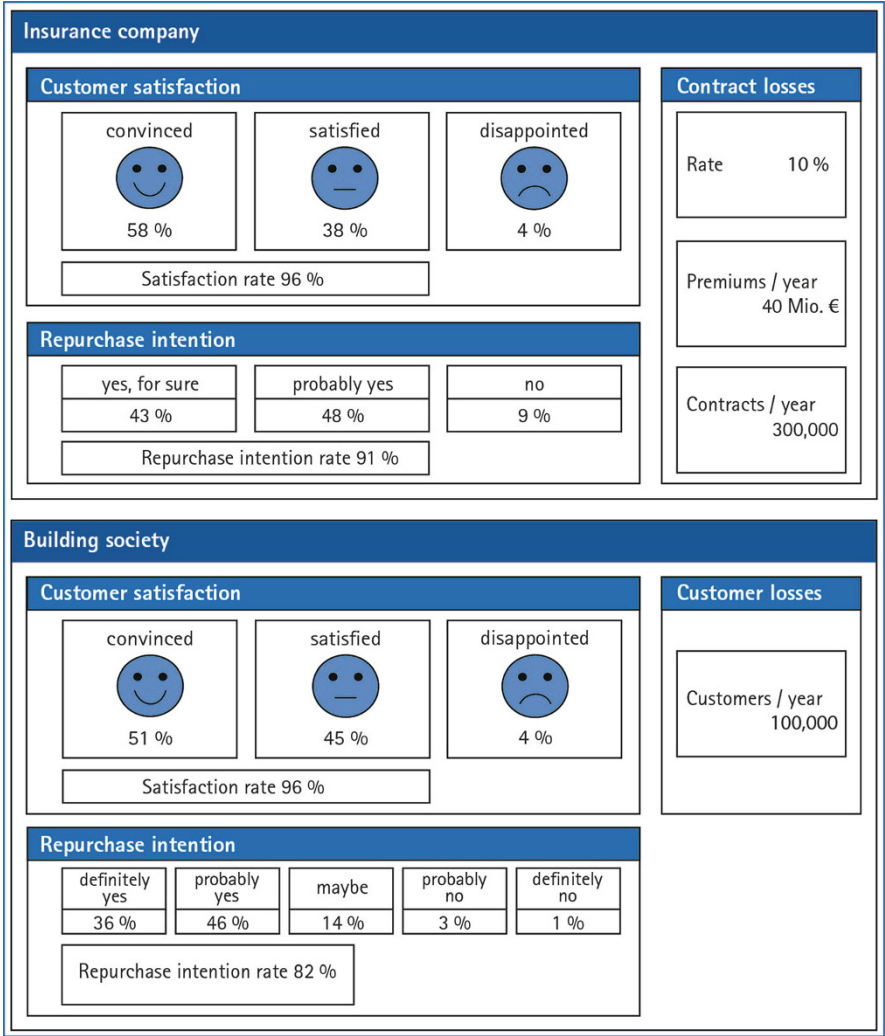 Insurance company
Customer satisfaction
convinced
satisfied
disappointed
58 %
38 %
4 %
Satisfaction rate 96 %
Repurchase intention
yes, for sure
probably yes
no
43 %
48 %
9 %
Repurchase intention rate 91 %
Contract losses
Rate 10 %
Premiums / year
40 Mio. €
Contracts / year
300,000
Building society
Customer satisfaction
convinced
satisfied
disappointed
51 %
45 %
4 %
Satisfaction rate 96 %
Repurchase intention
definitely
yes
probably
yes
maybe
probably
no
definitely
no
36 %
46 %
14 %
3 %
1 %
Repurchase intention rate 82 %
Customer losses
Customers / year
100,000